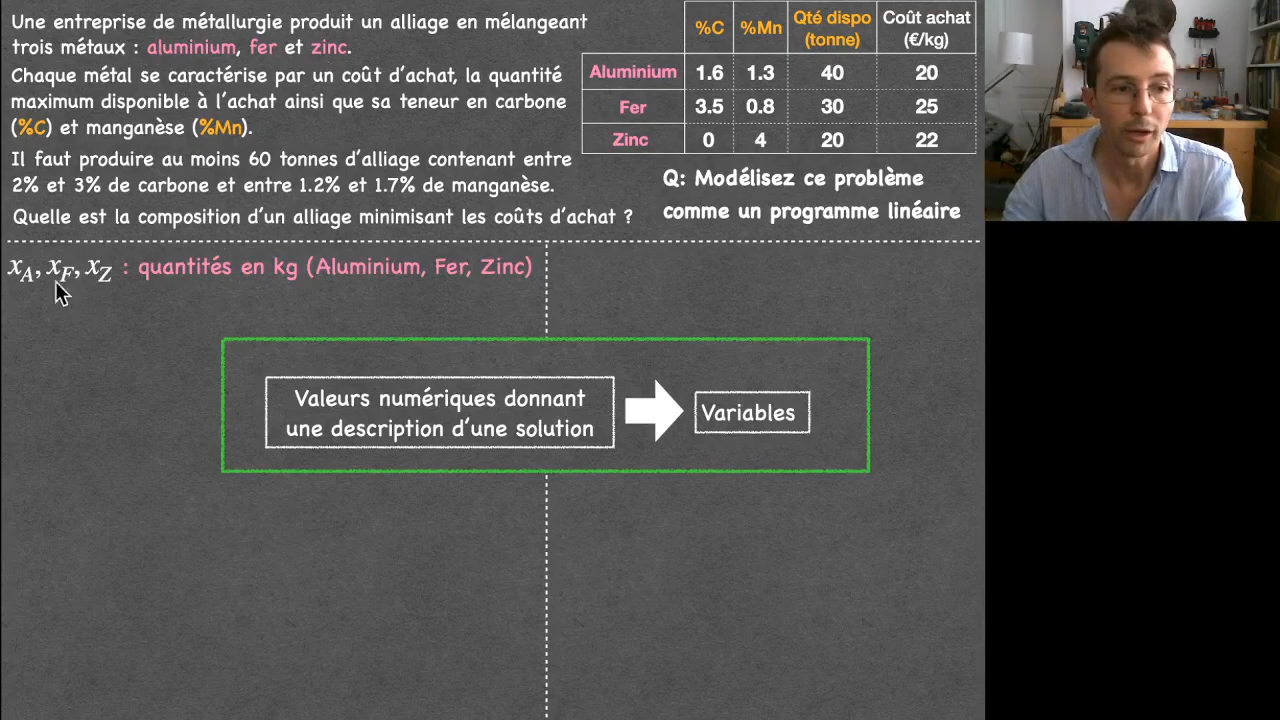 Une entreprise de métallurgie produit un alliage en mélangeant
trois métaux : aluminium, fer et zinc.
Chaque métal se caractérise par un coût d'achat, la quantité
maximum disponible à l'achat ainsi que sa teneur en carbone
(%C) et manganèse (%Mn).
Il faut produire au moins 60 tonnes d'alliage contenant entre
2% et 3% de carbone et entre 1.2% et 1.7% de manganèse.
Quelle est la composition d'un alliage minimisant les coûts d'achat ?
%C %Mn Qté dispo (tonne) Coût achat (€/kg)
Aluminium 1.6 1.3 40 20
Fer 3.5 0.8 30 25
Zinc 0 4 20 22
Q: Modélisez ce problème
comme un programme linéaire
x_A, x_F, x_Z : quantités en kg (Aluminium, Fer, Zinc)
Valeurs numériques donnant
une description d'une solution
Variables